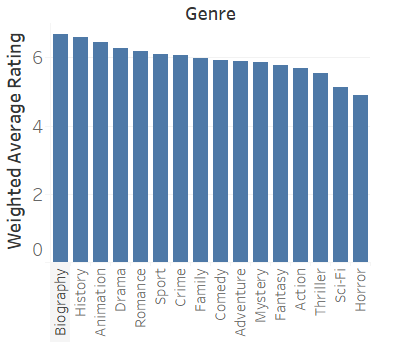 Genre
Weighted Average Rating
6
4
2
0
Biography
History
Animation
Drama
Romance
Sport
Crime
Family
Comedy
Adventure
Mystery
Fantasy
Action
Thriller
Sci-Fi
Horror